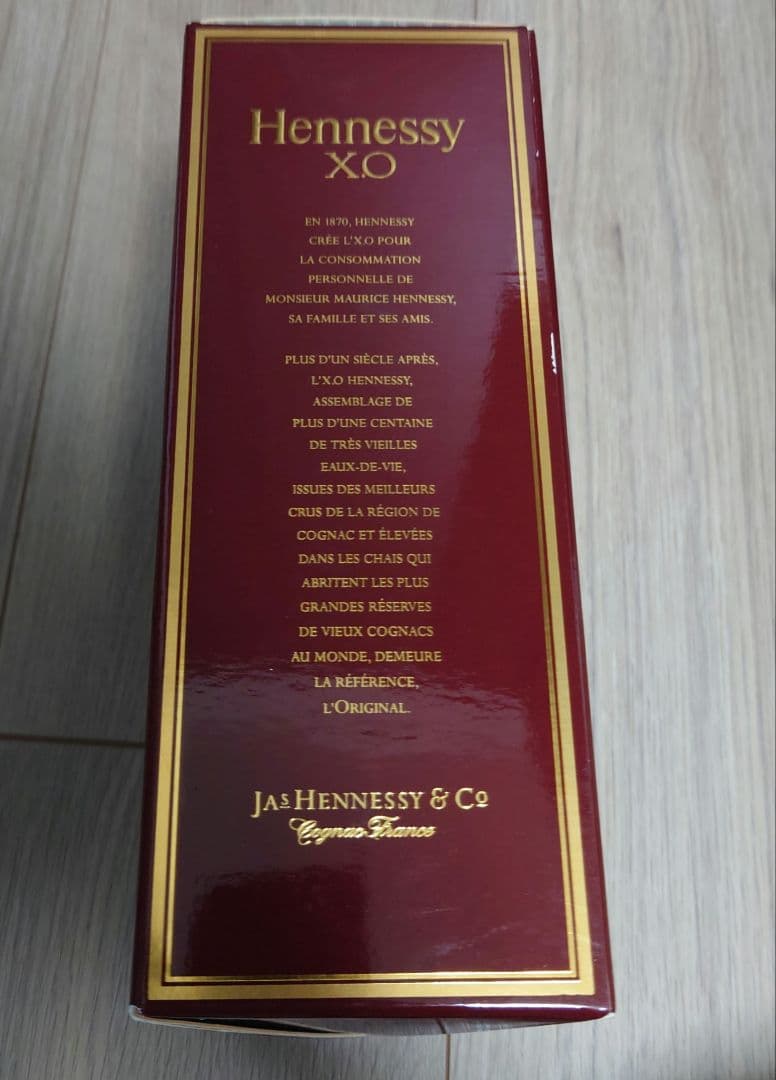 Hennessy
X.O
EN 1870, HENNESSY
CRÉE L'X.O POUR
LA CONSOMMATION
PERSONNELLE DE
MONSIEUR MAURICE HENNESSY,
SA FAMILLE ET SES AMIS.
PLUS D'UN SIÈCLE APRÈS,
L'X.O HENNESSY,
ASSEMBLAGE DE
PLUS D'UNE CENTAINE
DE TRÈS VIEILLES
EAUX-DE-VIE,
ISSUES DES MEILLEURS
CRUS DE LA RÉGION DE
COGNAC ET ÉLEVÉES
DANS LES CHAIS QUI
ABRITENT LES PLUS
GRANDES RÉSERVES
DE VIEUX COGNACS
AU MONDE, DEMEURE
LA RÉFÉRENCE,
L'ORIGINAL.
JAS HENNESSY & CO
Cognac France